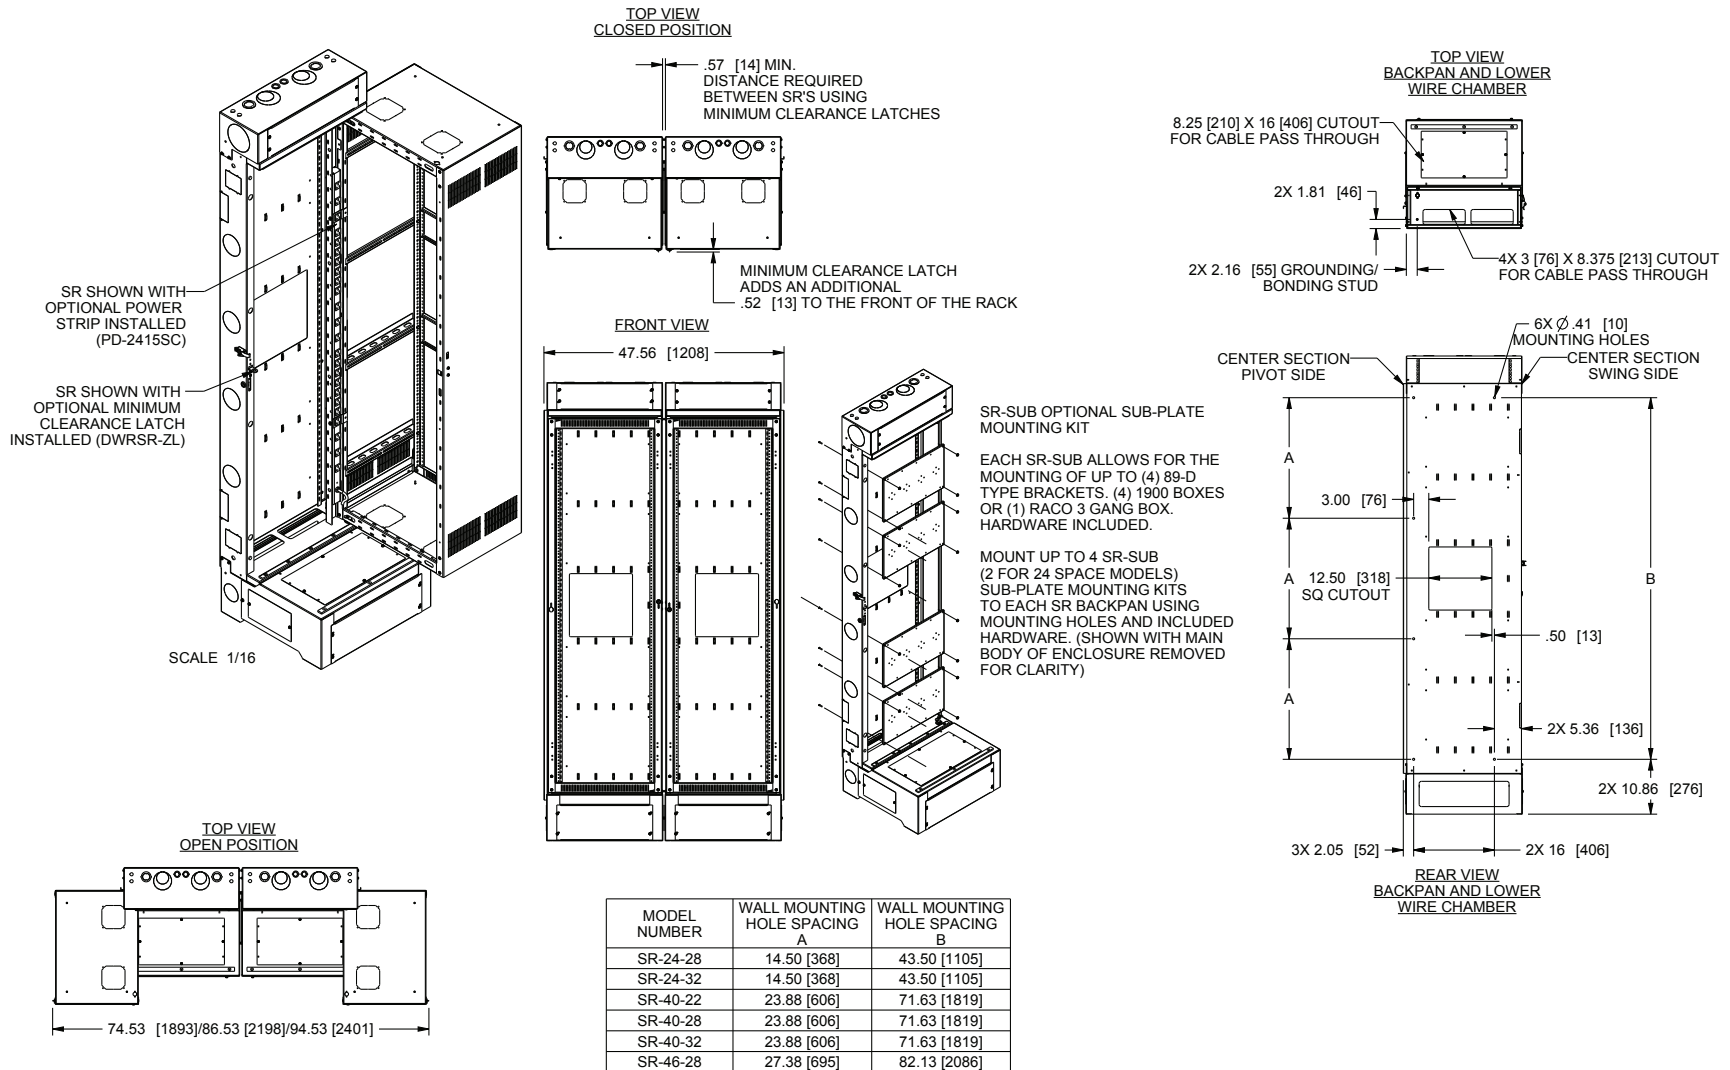 TOP VIEW
CLOSED POSITION
.57 [14] MIN.
DISTANCE REQUIRED
BETWEEN SR'S USING
MINIMUM CLEARANCE LATCHES
MINIMUM CLEARANCE LATCH
ADDS AN ADDITIONAL
.52 [13] TO THE FRONT OF THE RACK
SR SHOWN WITH
OPTIONAL POWER
STRIP INSTALLED
(PD-2415SC)
SR SHOWN WITH
OPTIONAL MINIMUM
CLEARANCE LATCH
INSTALLED (DWRSR-ZL)
SCALE 1/16
FRONT VIEW
47.56 [1208]
SR-SUB OPTIONAL SUB-PLATE
MOUNTING KIT
EACH SR-SUB ALLOWS FOR THE
MOUNTING OF UP TO (4) 89-D
TYPE BRACKETS. (4) 1900 BOXES
OR (1) RACO 3 GANG BOX.
HARDWARE INCLUDED.
MOUNT UP TO 4 SR-SUB
(2 FOR 24 SPACE MODELS)
SUB-PLATE MOUNTING KITS
TO EACH SR BACKPAN USING
MOUNTING HOLES AND INCLUDED
HARDWARE. (SHOWN WITH MAIN
BODY OF ENCLOSURE REMOVED
FOR CLARITY)
TOP VIEW
BACKPAN AND LOWER
WIRE CHAMBER
8.25 [210] X 16 [406] CUTOUT
FOR CABLE PASS THROUGH
2X 1.81 [46]
2X 2.16 [55] GROUNDING/
BONDING STUD
4X 3 [76] X 8.375 [213] CUTOUT
FOR CABLE PASS THROUGH
6X Ø .41 [10]
MOUNTING HOLES
CENTER SECTION
PIVOT SIDE
CENTER SECTION
SWING SIDE
A
3.00 [76]
A
12.50 [318]
SQ CUTOUT
B
.50 [13]
A
2X 5.36 [136]
2X 10.86 [276]
3X 2.05 [52]
2X 16 [406]
REAR VIEW
BACKPAN AND LOWER
WIRE CHAMBER
TOP VIEW
OPEN POSITION
74.53 [1893]/86.53 [2198]/94.53 [2401]
MODEL NUMBER WALL MOUNTING HOLE SPACING A WALL MOUNTING HOLE SPACING B
SR-24-28 14.50 [368] 43.50 [1105]
SR-24-32 14.50 [368] 43.50 [1105]
SR-40-22 23.88 [606] 71.63 [1819]
SR-40-28 23.88 [606] 71.63 [1819]
SR-40-32 23.88 [606] 71.63 [1819]
SR-46-28 27.38 [695] 82.13 [2086]